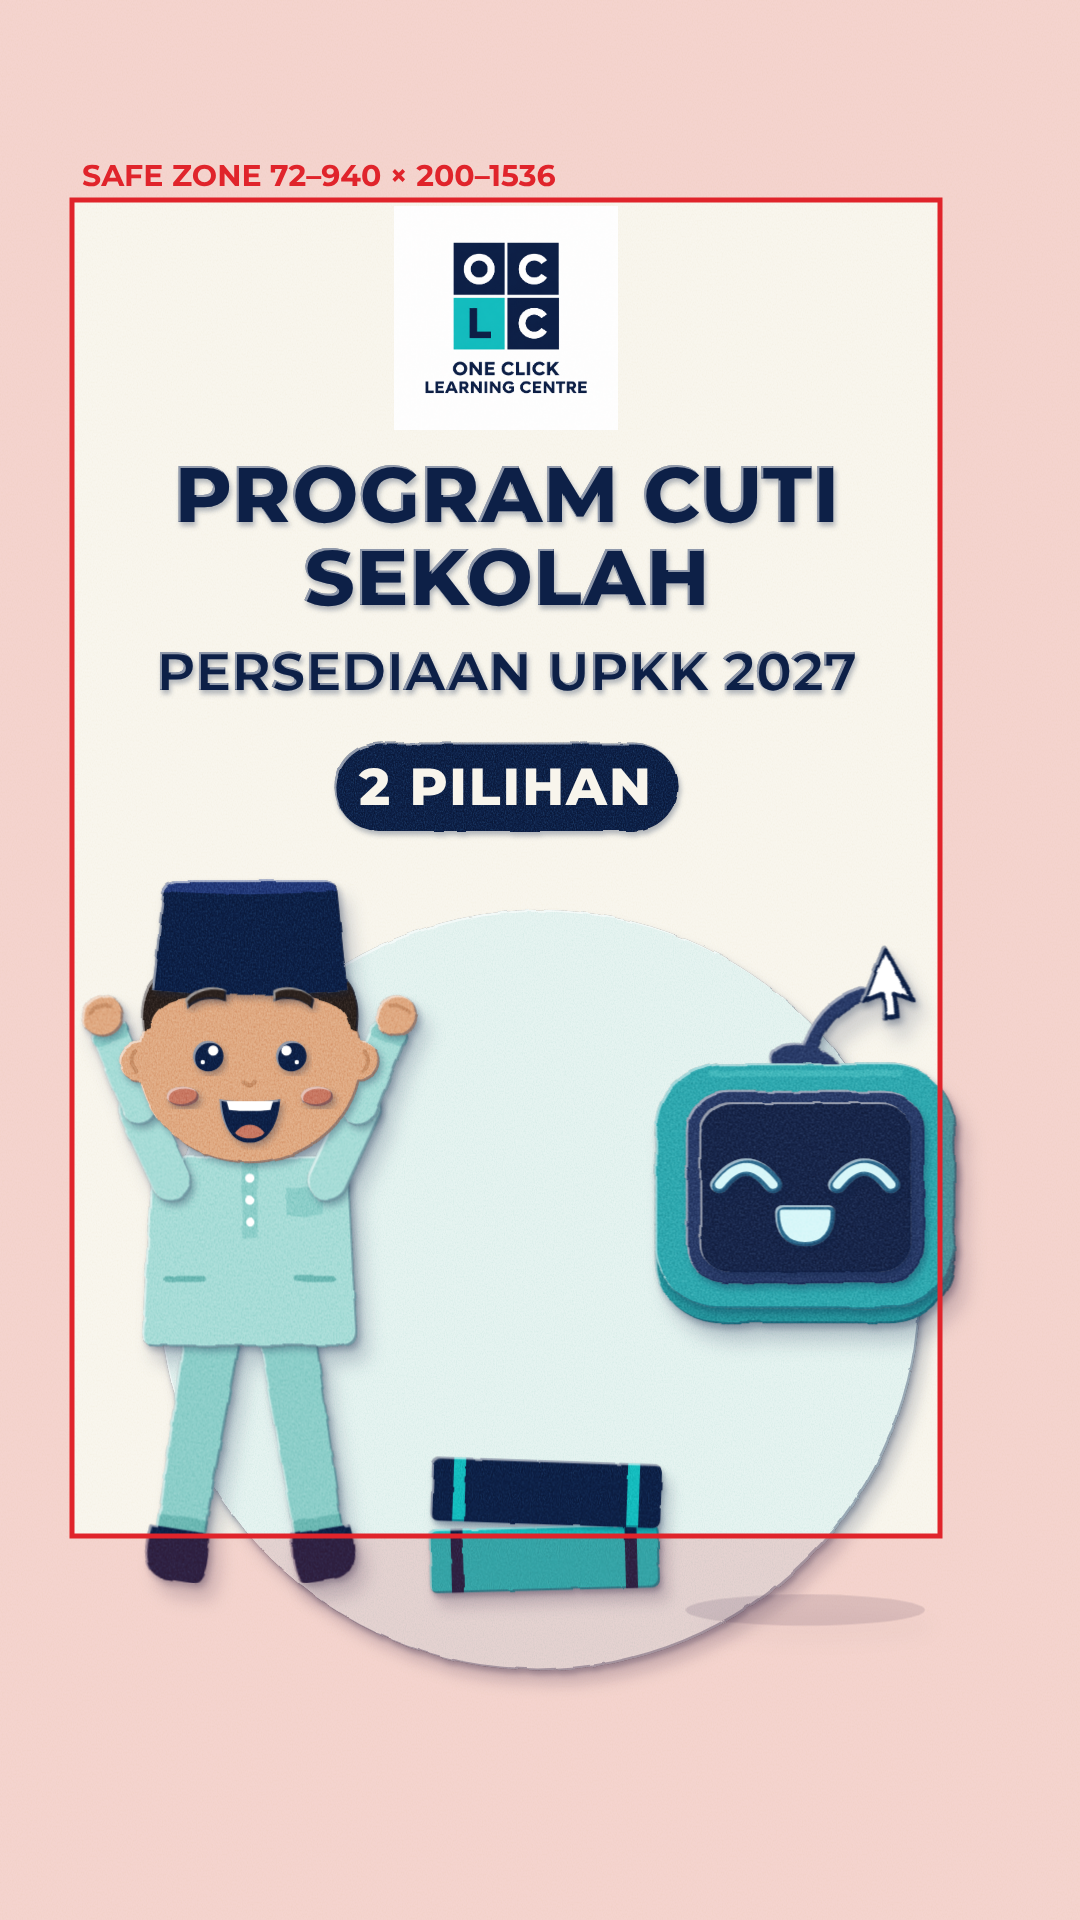 SAFE ZONE 72–940 × 200–1536
O C
L C
ONE CLICK
LEARNING CENTRE
PROGRAM CUTI
SEKOLAH
PERSEDIAAN UPKK 2027
2 PILIHAN